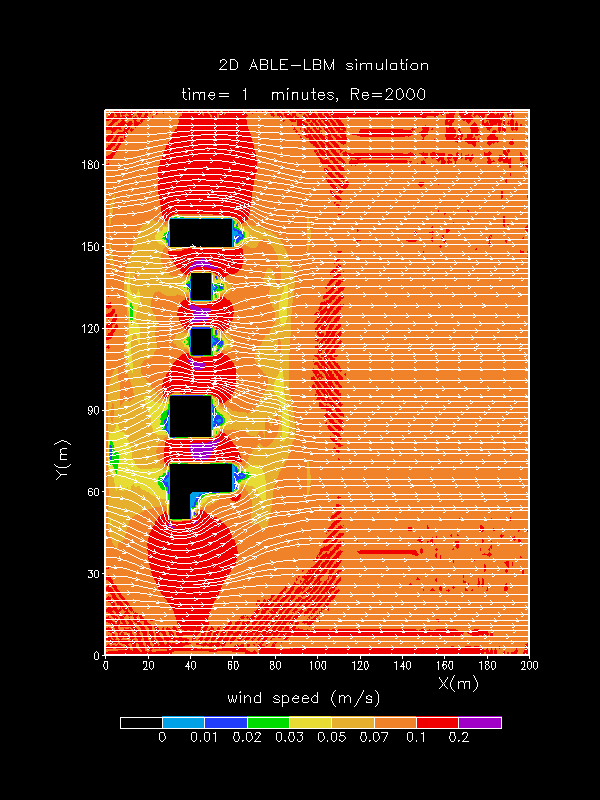 2D ABLE-LBM simulation
time= 1 minutes, Re=2000
180
150
120
90
60
30
0
Y(m)
0 20 40 60 80 100 120 140 160 180 200
X(m)
wind speed (m/s)
0 0.01 0.02 0.03 0.05 0.07 0.1 0.2